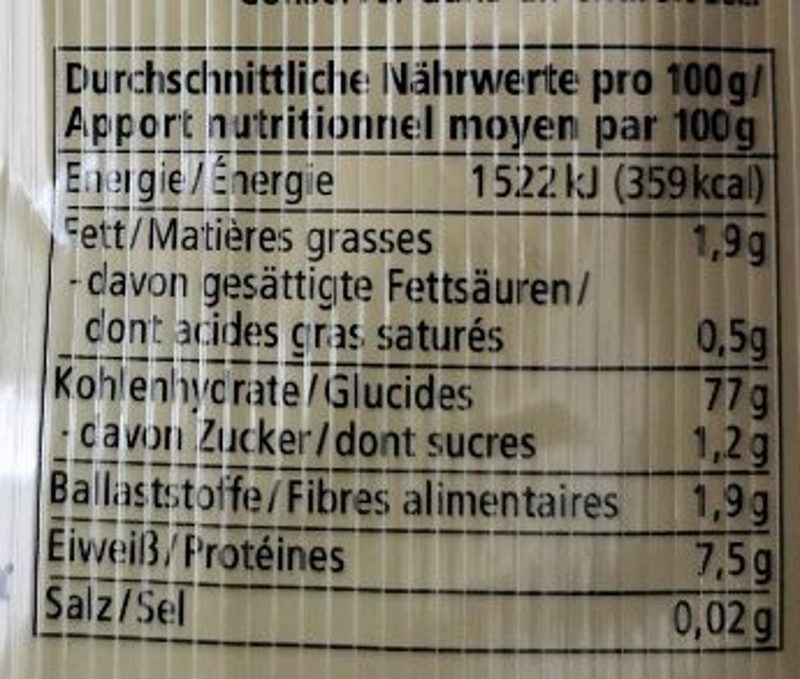 Durchschnittliche Nährwerte pro 100g/
Apport nutritionnel moyen par 100g
Energie/Énergie 1522 kJ (359 kcal)
Fett/Matières grasses 1,9g
- davon gesättigte Fettsäuren/
dont acides gras saturés 0,5g
Kohlenhydrate/Glucides 77g
- davon Zucker/dont sucres 1,2g
Ballaststoffe/Fibres alimentaires 1,9g
Eiweiß/Protéines 7,5g
Salz/Sel 0,02g